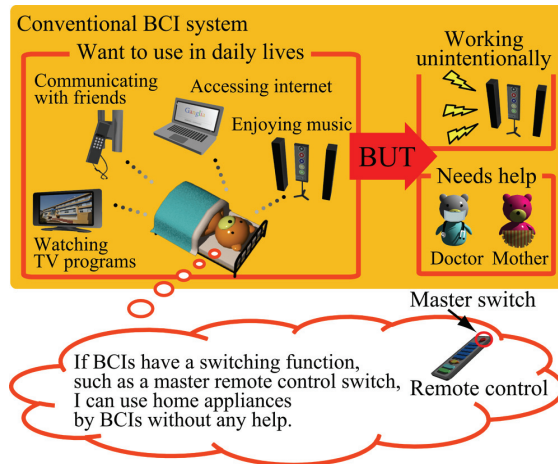 Conventional BCI system
Want to use in daily lives
Communicating
with friends
Accessing internet
Enjoying music
Watching
TV programs
BUT
Working
unintentionally
Needs help
Doctor
Mother
Master switch
Remote control
If BCIs have a switching function,
such as a master remote control switch,
I can use home appliances
by BCIs without any help.